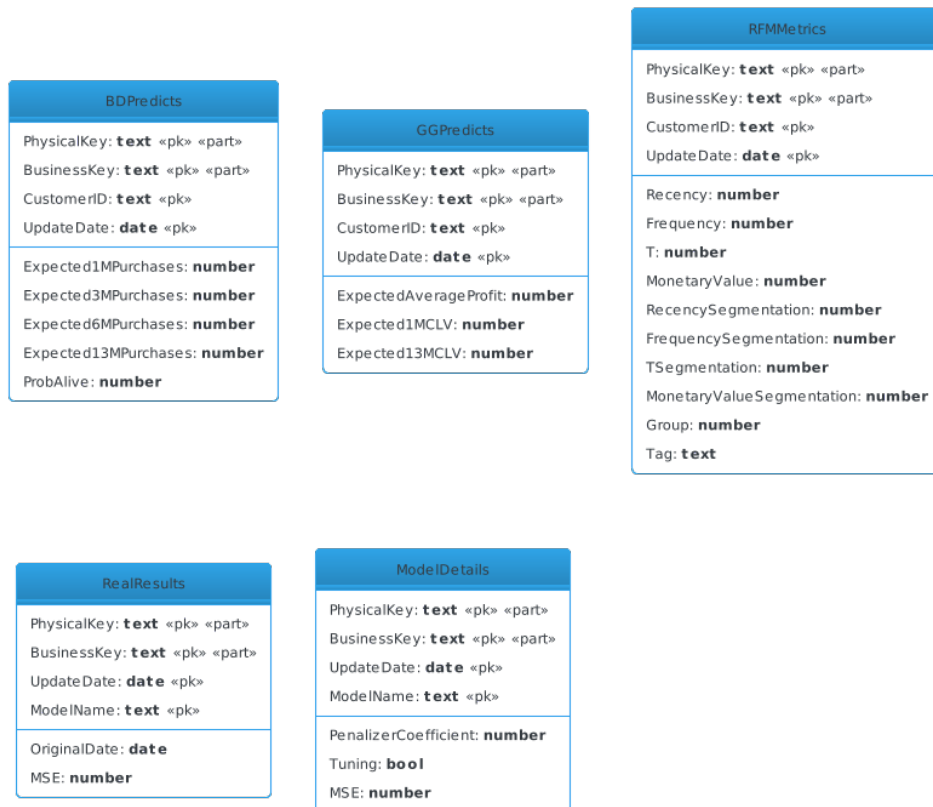 BDPredicts
PhysicalKey: text «pk» «part»
BusinessKey: text «pk» «part»
CustomerID: text «pk»
UpdateDate: date «pk»
Expected1MPurchases: number
Expected3MPurchases: number
Expected6MPurchases: number
Expected13MPurchases: number
ProbAlive: number
GGPredicts
PhysicalKey: text «pk» «part»
BusinessKey: text «pk» «part»
CustomerID: text «pk»
UpdateDate: date «pk»
ExpectedAverageProfit: number
Expected1MCLV: number
Expected13MCLV: number
RFMMetrics
PhysicalKey: text «pk» «part»
BusinessKey: text «pk» «part»
CustomerID: text «pk»
UpdateDate: date «pk»
Recency: number
Frequency: number
T: number
MonetaryValue: number
RecencySegmentation: number
FrequencySegmentation: number
TSegmentation: number
MonetaryValueSegmentation: number
Group: number
Tag: text
RealResults
PhysicalKey: text «pk» «part»
BusinessKey: text «pk» «part»
UpdateDate: date «pk»
ModelName: text «pk»
OriginalDate: date
MSE: number
ModelDetails
PhysicalKey: text «pk» «part»
BusinessKey: text «pk» «part»
UpdateDate: date «pk»
ModelName: text «pk»
PenalizerCoefficient: number
Tuning: bool
MSE: number